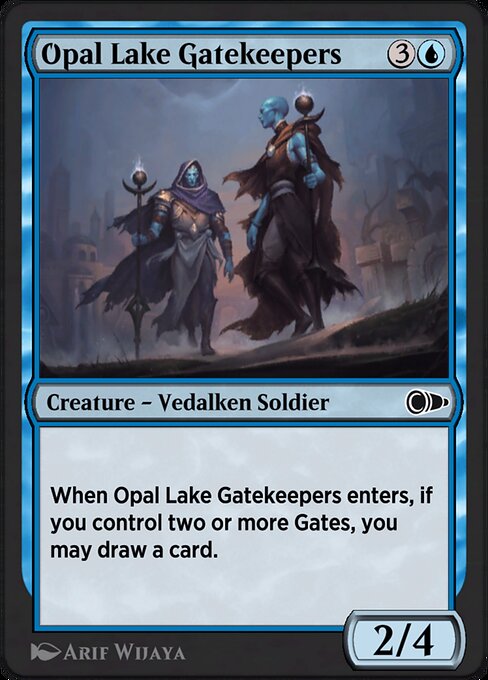 Opal Lake Gatekeepers 3
Creature – Vedalken Soldier
When Opal Lake Gatekeepers enters, if
you control two or more Gates, you
may draw a card.
2/4
Arif Wijaya